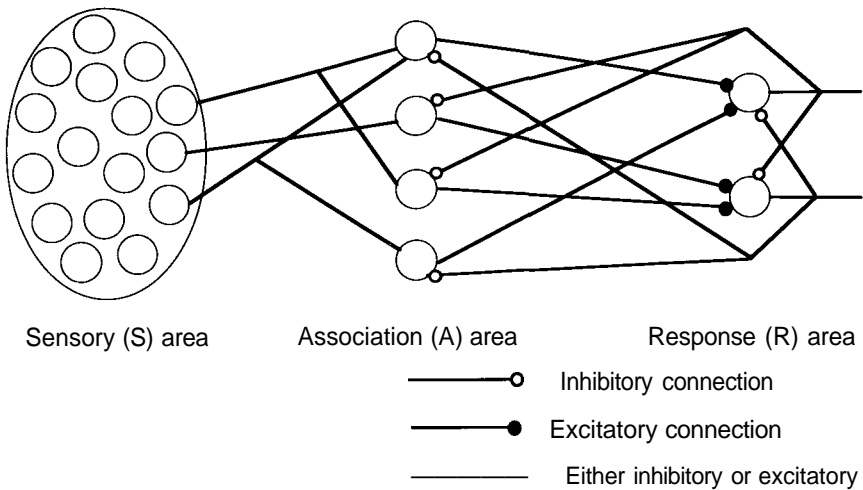 Sensory (S) area
Association (A) area
Response (R) area
Inhibitory connection
Excitatory connection
Either inhibitory or excitatory